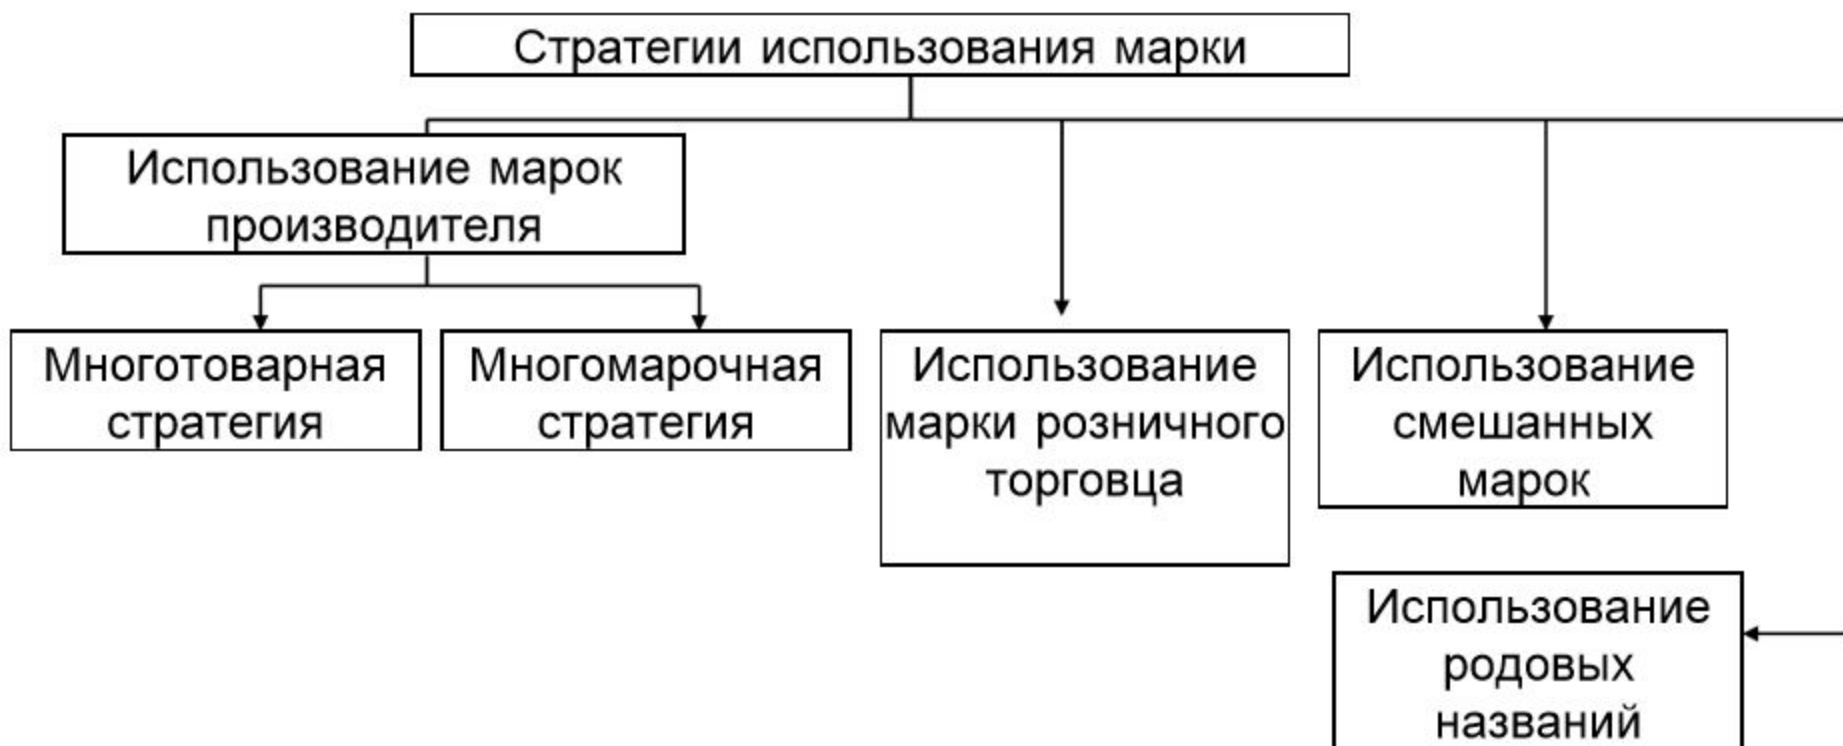 Стратегии использования марки
Использование марок
производителя
Многотоварная
стратегия
Многомарочная
стратегия
Использование
марки розничного
торговца
Использование
смешанных
марок
Использование
родовых
названий